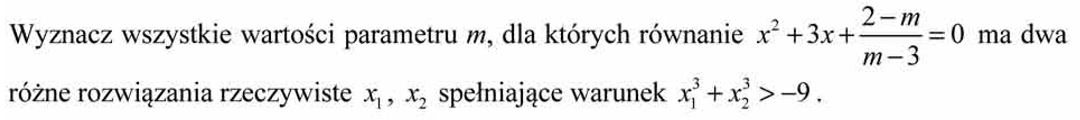 Wyznacz wszystkie wartości parametru m, dla których równanie x² + 3x + \frac{2-m}{m-3} = 0 ma dwa
różne rozwiązania rzeczywiste x₁, x₂ spełniające warunek x₁³ + x₂³ > −9.